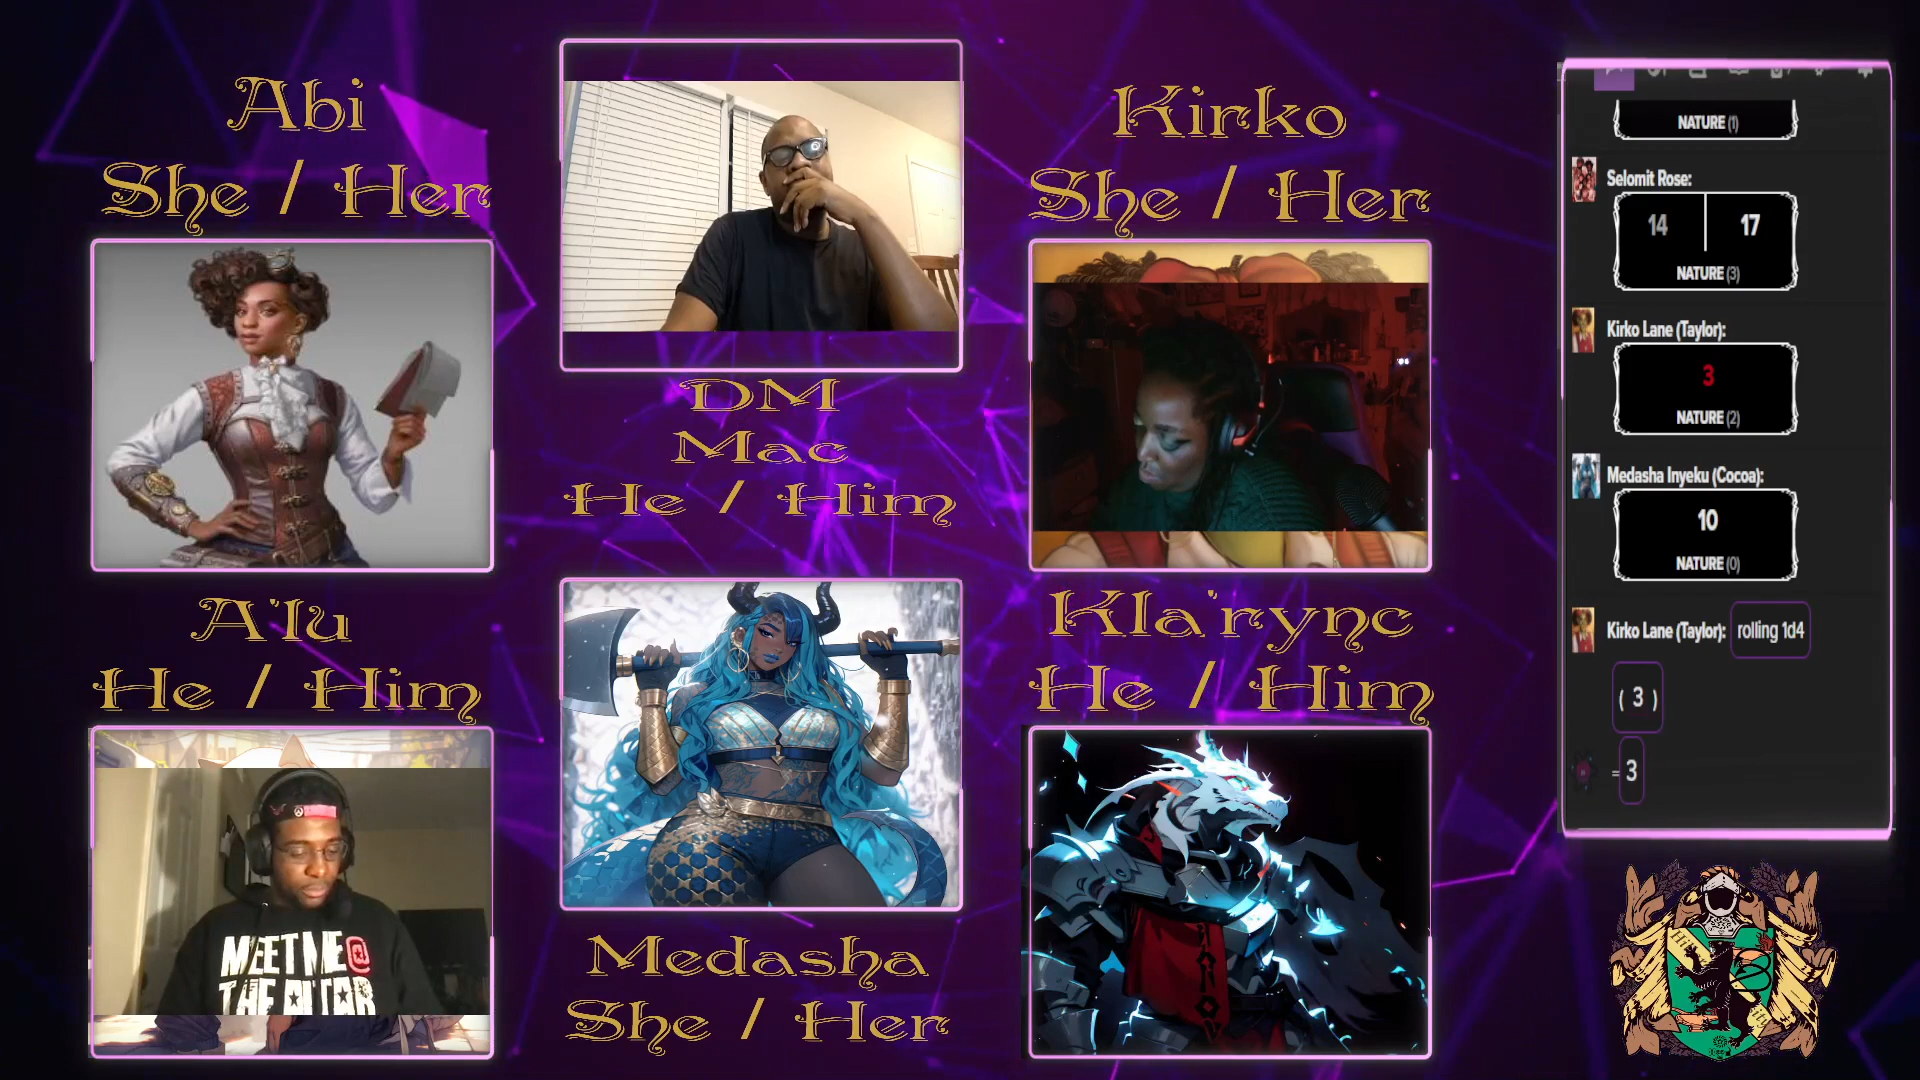 Abi
She / Her
DM
Mac
He / Him
Kirko
She / Her
A'lu
He / Him
MEET ME @
THE ALTAR
Medasha
She / Her
Kla'rync
He / Him
NATURE (1)
Selomit Rose:
14 17
NATURE (3)
Kirko Lane (Taylor):
3
NATURE (2)
Medasha Inyeku (Cocoa):
10
NATURE (0)
Kirko Lane (Taylor): rolling 1d4
( 3 )
= 3